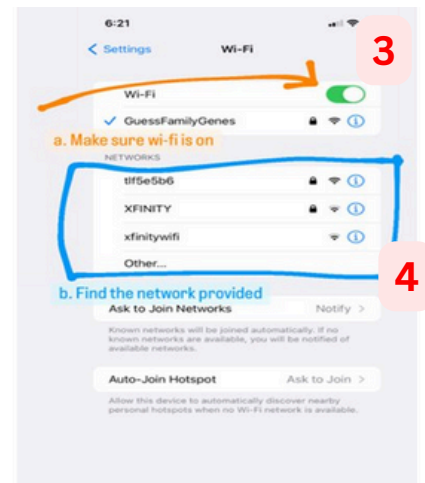 6:21
3
Settings Wi-Fi
Wi-Fi
GuessFamilyGenes
a. Make sure wi-fi is on
NETWORKS
tlf5e5b6
XFINITY
xfinitywifi
Other...
4
b. Find the network provided
Ask to Join Networks Notify
Known networks will be joined automatically. If no
known networks are available, you will be notified of
available networks.
Auto-Join Hotspot Ask to Join
Allow this device to automatically discover nearby
personal hotspots when no Wi-Fi network is available.